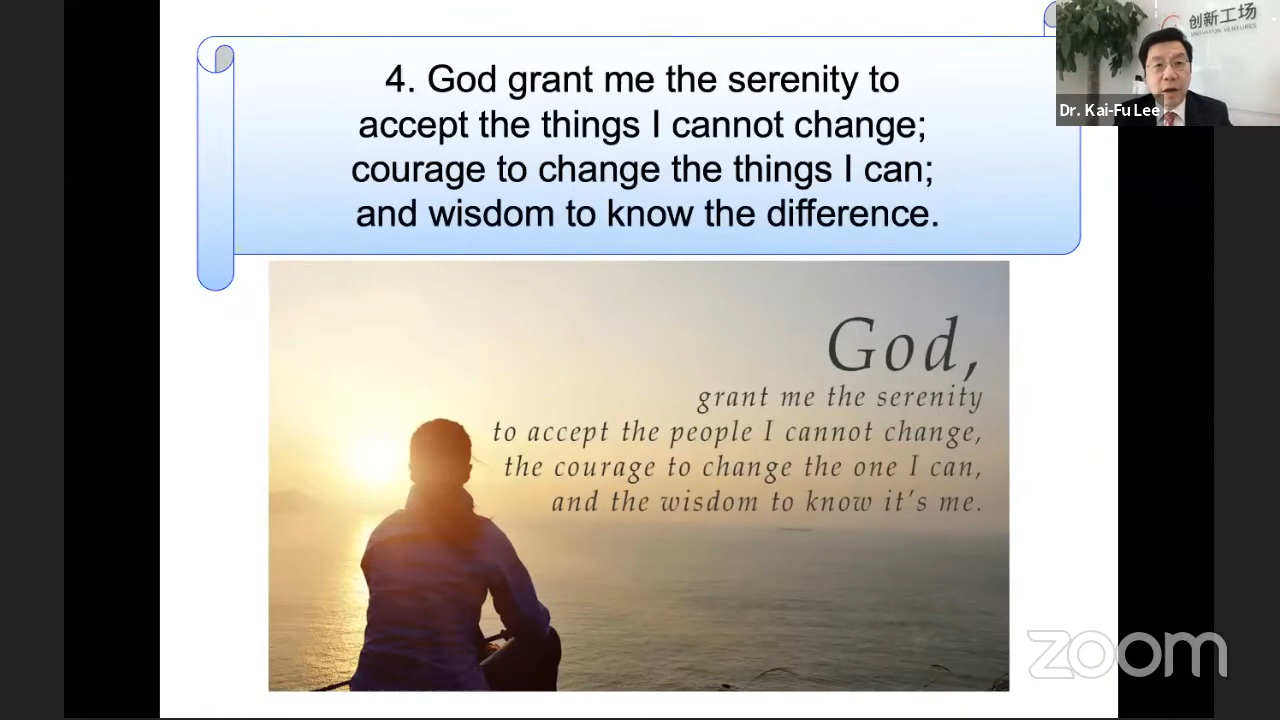 4. God grant me the serenity to
accept the things I cannot change;
courage to change the things I can;
and wisdom to know the difference.
创新工场
INNOVATION VENTURES
Dr. Kai-Fu Lee
God,
grant me the serenity
to accept the people I cannot change,
the courage to change the one I can,
and the wisdom to know it's me.
zoom